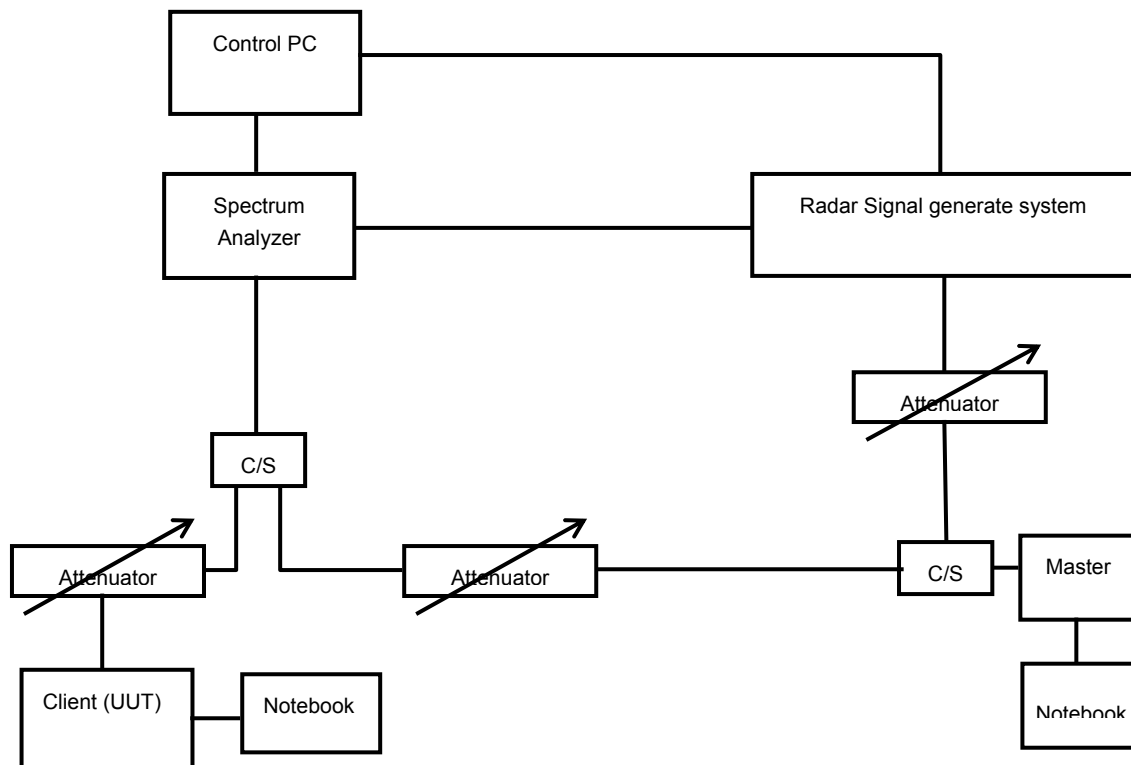 Control PC
Spectrum
Analyzer
Radar Signal generate system
Attenuator
C/S
Attenuator
Attenuator
C/S
Master
Client (UUT)
Notebook
Notebook